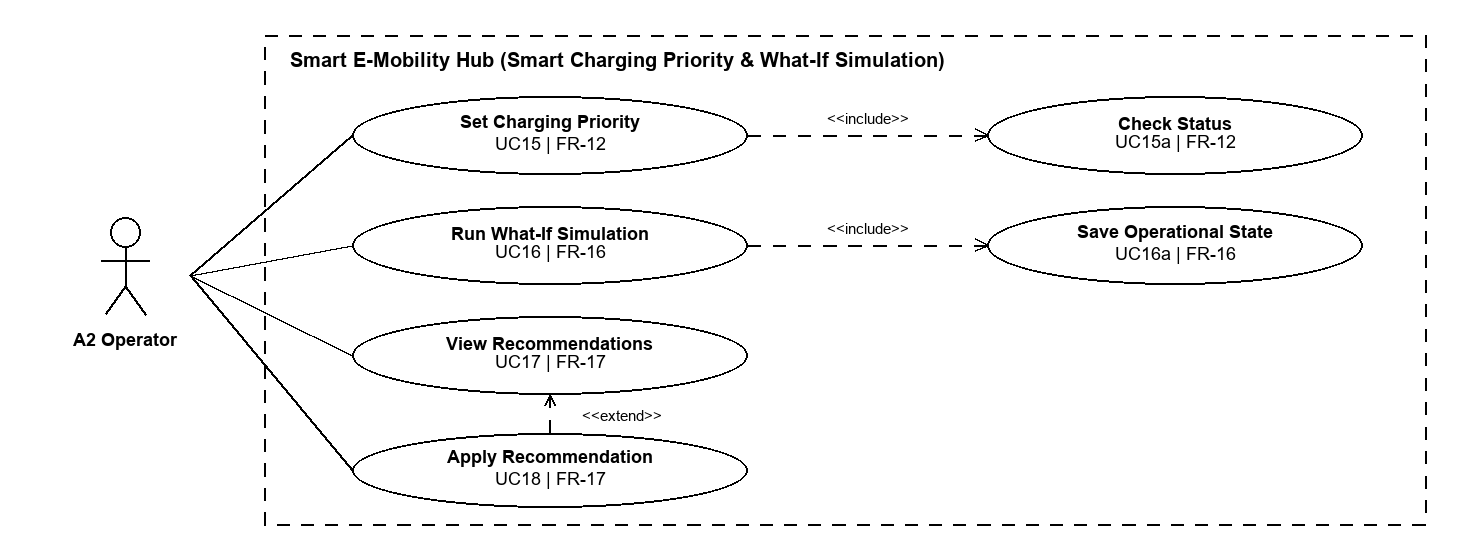 Smart E-Mobility Hub (Smart Charging Priority & What-If Simulation)
Set Charging Priority
UC15 | FR-12
<<include>>
Check Status
UC15a | FR-12
Run What-If Simulation
UC16 | FR-16
<<include>>
Save Operational State
UC16a | FR-16
A2 Operator
View Recommendations
UC17 | FR-17
<<extend>>
Apply Recommendation
UC18 | FR-17